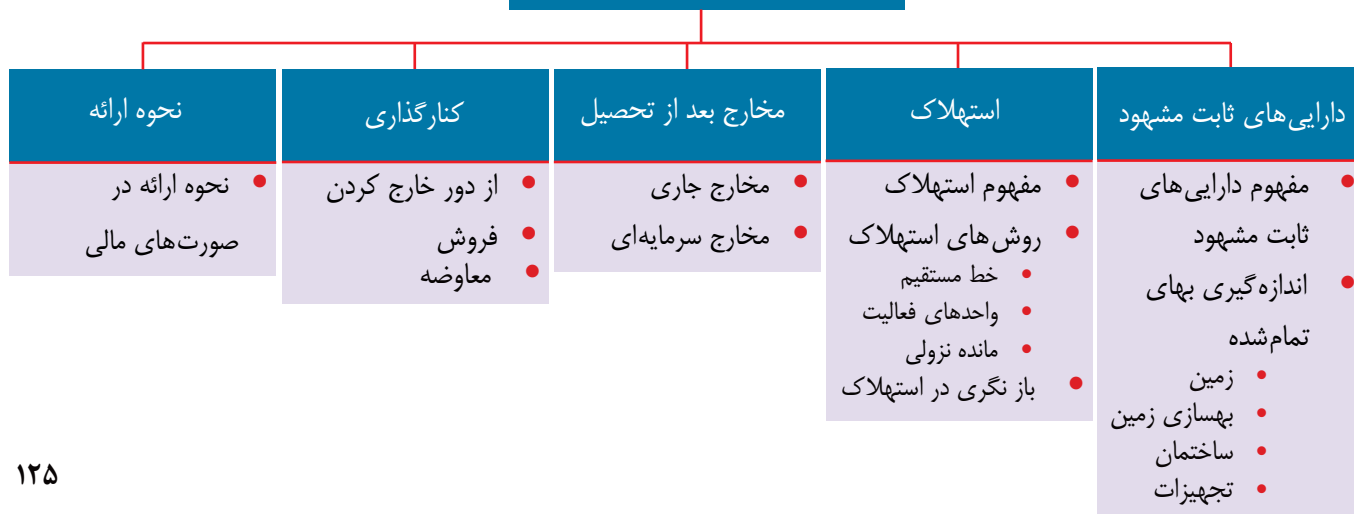 دارایی‌های ثابت مشهود
مفهوم دارایی‌های
ثابت مشهود
اندازه‌گیری بهای
تمام‌شده
زمین
بهسازی زمین
ساختمان
تجهیزات
استهلاک
مفهوم استهلاک
روش‌های استهلاک
خط مستقیم
واحدهای فعالیت
مانده نزولی
باز نگری در استهلاک
مخارج بعد از تحصیل
مخارج جاری
مخارج سرمایه‌ای
کنارگذاری
از دور خارج کردن
فروش
معاوضه
نحوه ارائه
نحوه ارائه در
صورت‌های مالی
۱۲۵